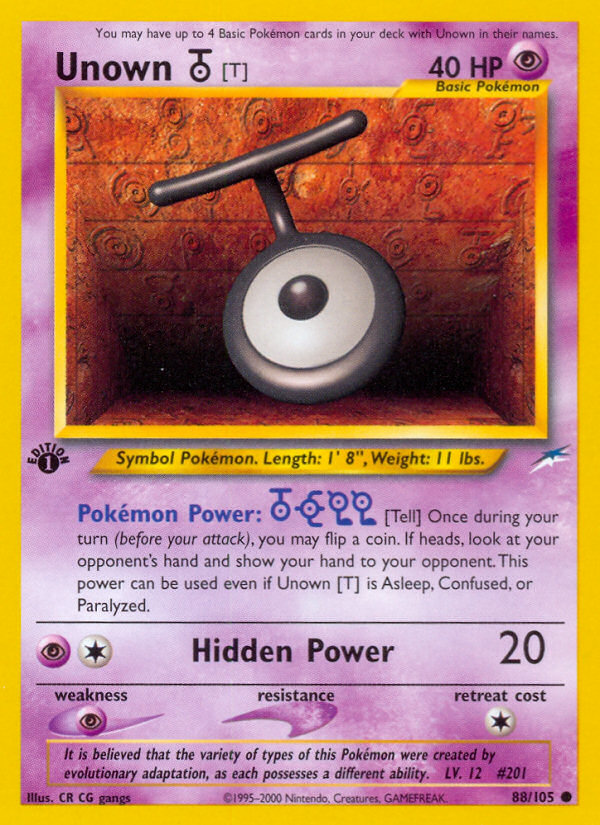 You may have up to 4 Basic Pokémon cards in your deck with Unown in their names.
Unown T [T] 40 HP
Basic Pokémon
EDITION 1
Symbol Pokémon. Length: 1' 8", Weight: 11 lbs.
Pokémon Power: TELL [Tell] Once during your
turn (before your attack), you may flip a coin. If heads, look at your
opponent's hand and show your hand to your opponent. This
power can be used even if Unown [T] is Asleep, Confused, or
Paralyzed.
Hidden Power 20
weakness resistance retreat cost
It is believed that the variety of types of this Pokémon were created by
evolutionary adaptation, as each possesses a different ability. LV. 12 #201
Illus. CR CG gangs ©1995-2000 Nintendo, Creatures, GAMEFREAK. 88/105 ●